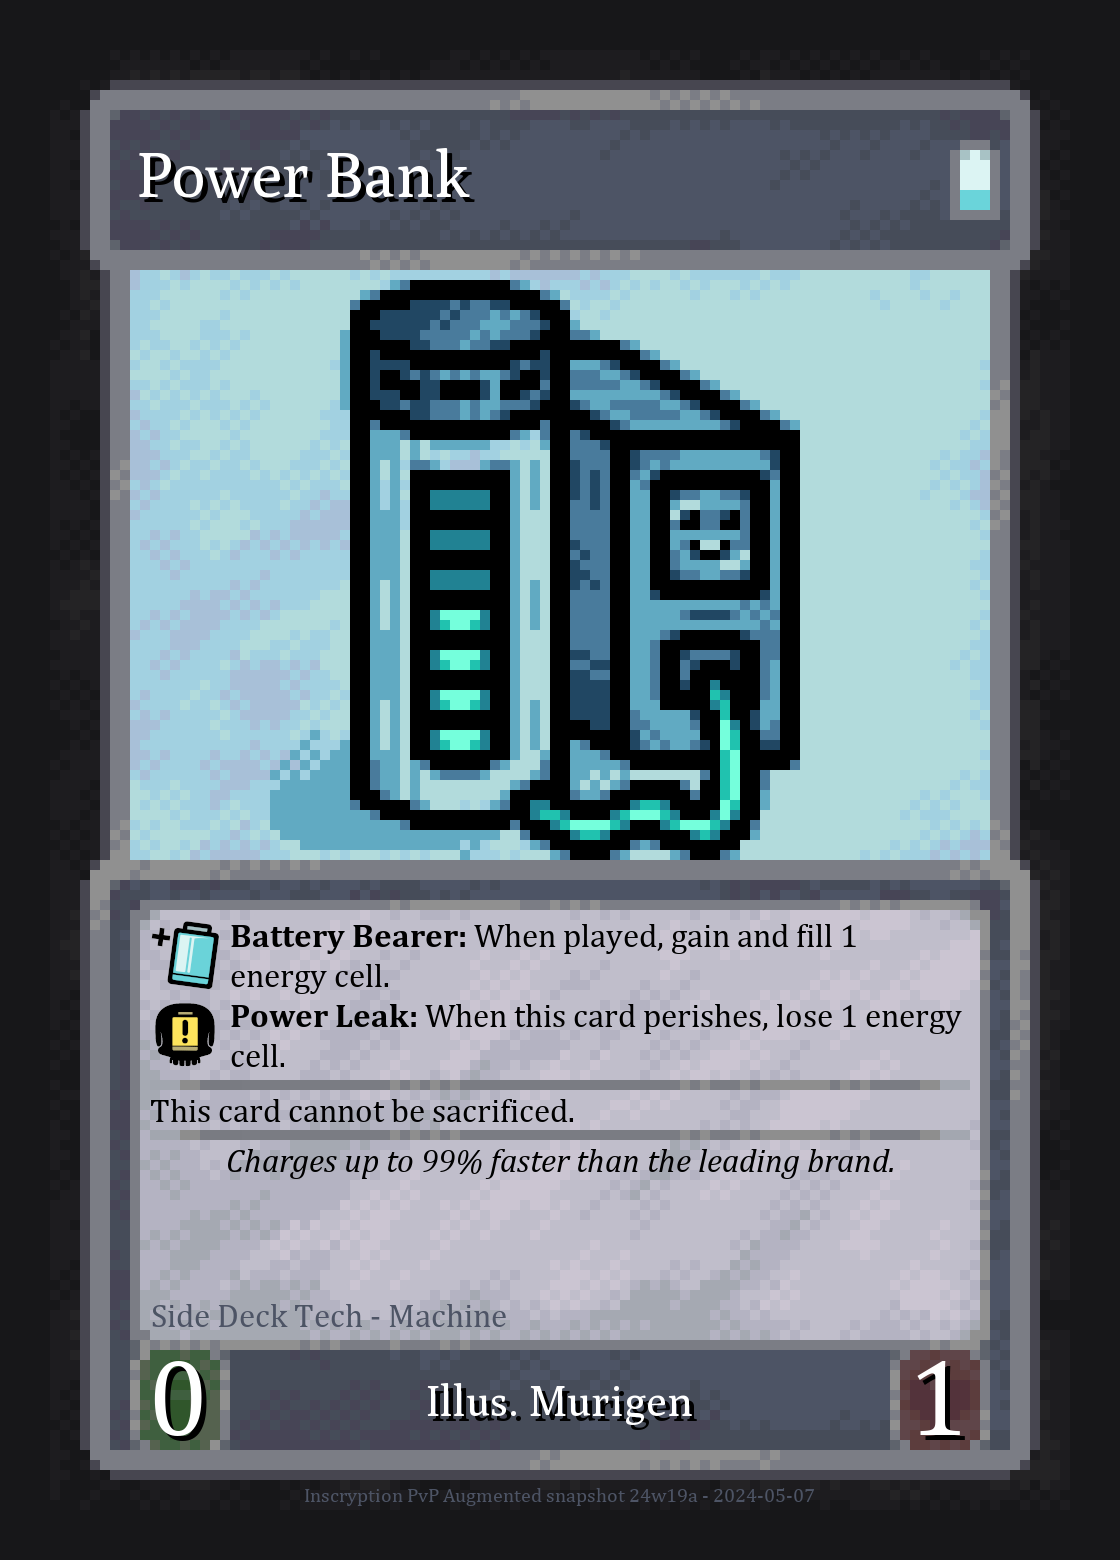 Power Bank
Battery Bearer: When played, gain and fill 1
energy cell.
Power Leak: When this card perishes, lose 1 energy
cell.
This card cannot be sacrificed.
Charges up to 99% faster than the leading brand.
Side Deck Tech - Machine
0
Illus. Murigen
1
Inscryption PvP Augmented snapshot 24w19a - 2024-05-07